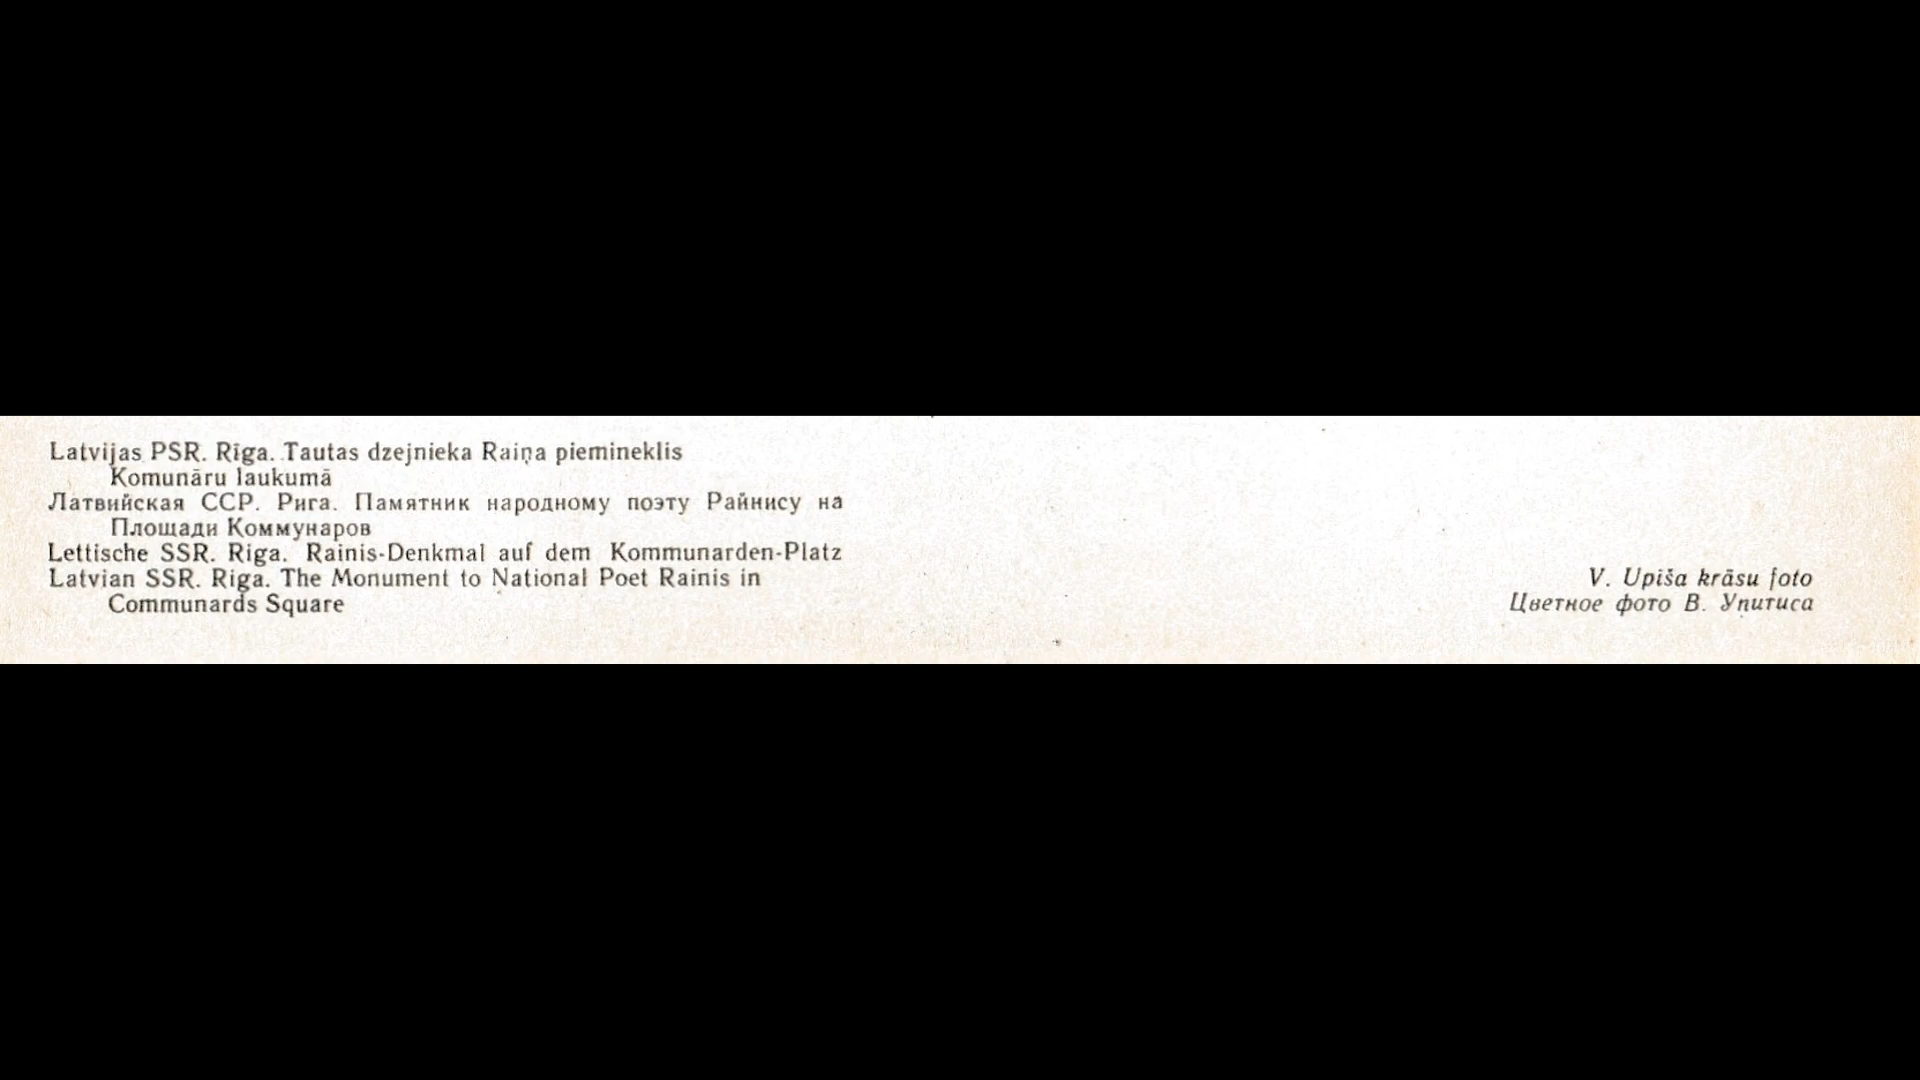 Latvijas PSR. Rīga. Tautas dzejnieka Raiņa piemineklis
Komunāru laukumā
Латвийская ССР. Рига. Памятник народному поэту Райнису на
Площади Коммунаров
Lettische SSR. Riga. Rainis-Denkmal auf dem Kommunarden-Platz
Latvian SSR. Riga. The Monument to National Poet Rainis in
Communards Square
V. Upīša krāsu foto
Цветное фото В. Упитиса